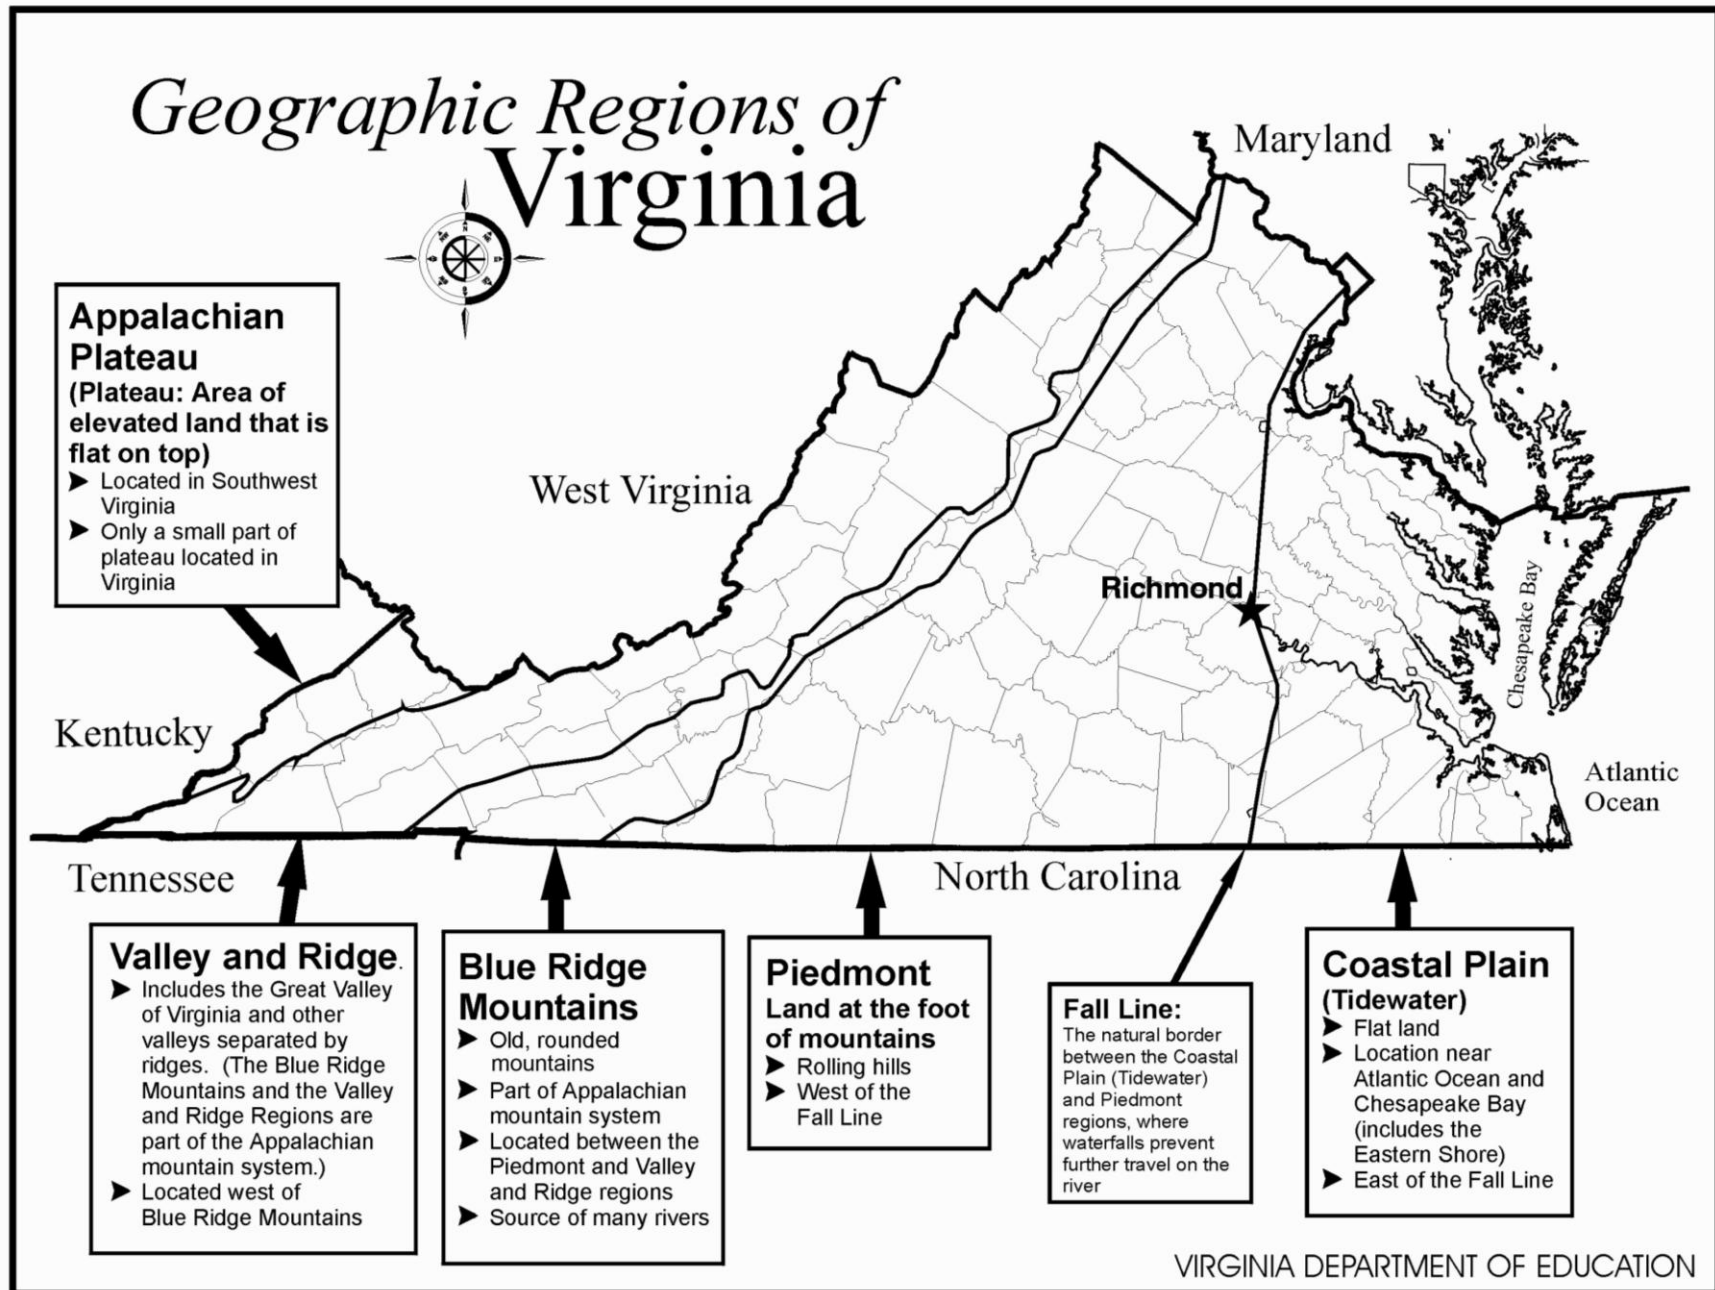 Geographic Regions of
Virginia
Maryland
Appalachian
Plateau
(Plateau: Area of
elevated land that is
flat on top)
➤ Located in Southwest
Virginia
➤ Only a small part of
plateau located in
Virginia
West Virginia
Richmond
Chesapeake Bay
Kentucky
Atlantic
Ocean
Tennessee
North Carolina
Valley and Ridge.
➤ Includes the Great Valley
of Virginia and other
valleys separated by
ridges. (The Blue Ridge
Mountains and the Valley
and Ridge Regions are
part of the Appalachian
mountain system.)
➤ Located west of
Blue Ridge Mountains
Blue Ridge
Mountains
➤ Old, rounded
mountains
➤ Part of Appalachian
mountain system
➤ Located between the
Piedmont and Valley
and Ridge regions
➤ Source of many rivers
Piedmont
Land at the foot
of mountains
➤ Rolling hills
➤ West of the
Fall Line
Fall Line:
The natural border
between the Coastal
Plain (Tidewater)
and Piedmont
regions, where
waterfalls prevent
further travel on the
river
Coastal Plain
(Tidewater)
➤ Flat land
➤ Location near
Atlantic Ocean and
Chesapeake Bay
(includes the
Eastern Shore)
➤ East of the Fall Line
VIRGINIA DEPARTMENT OF EDUCATION